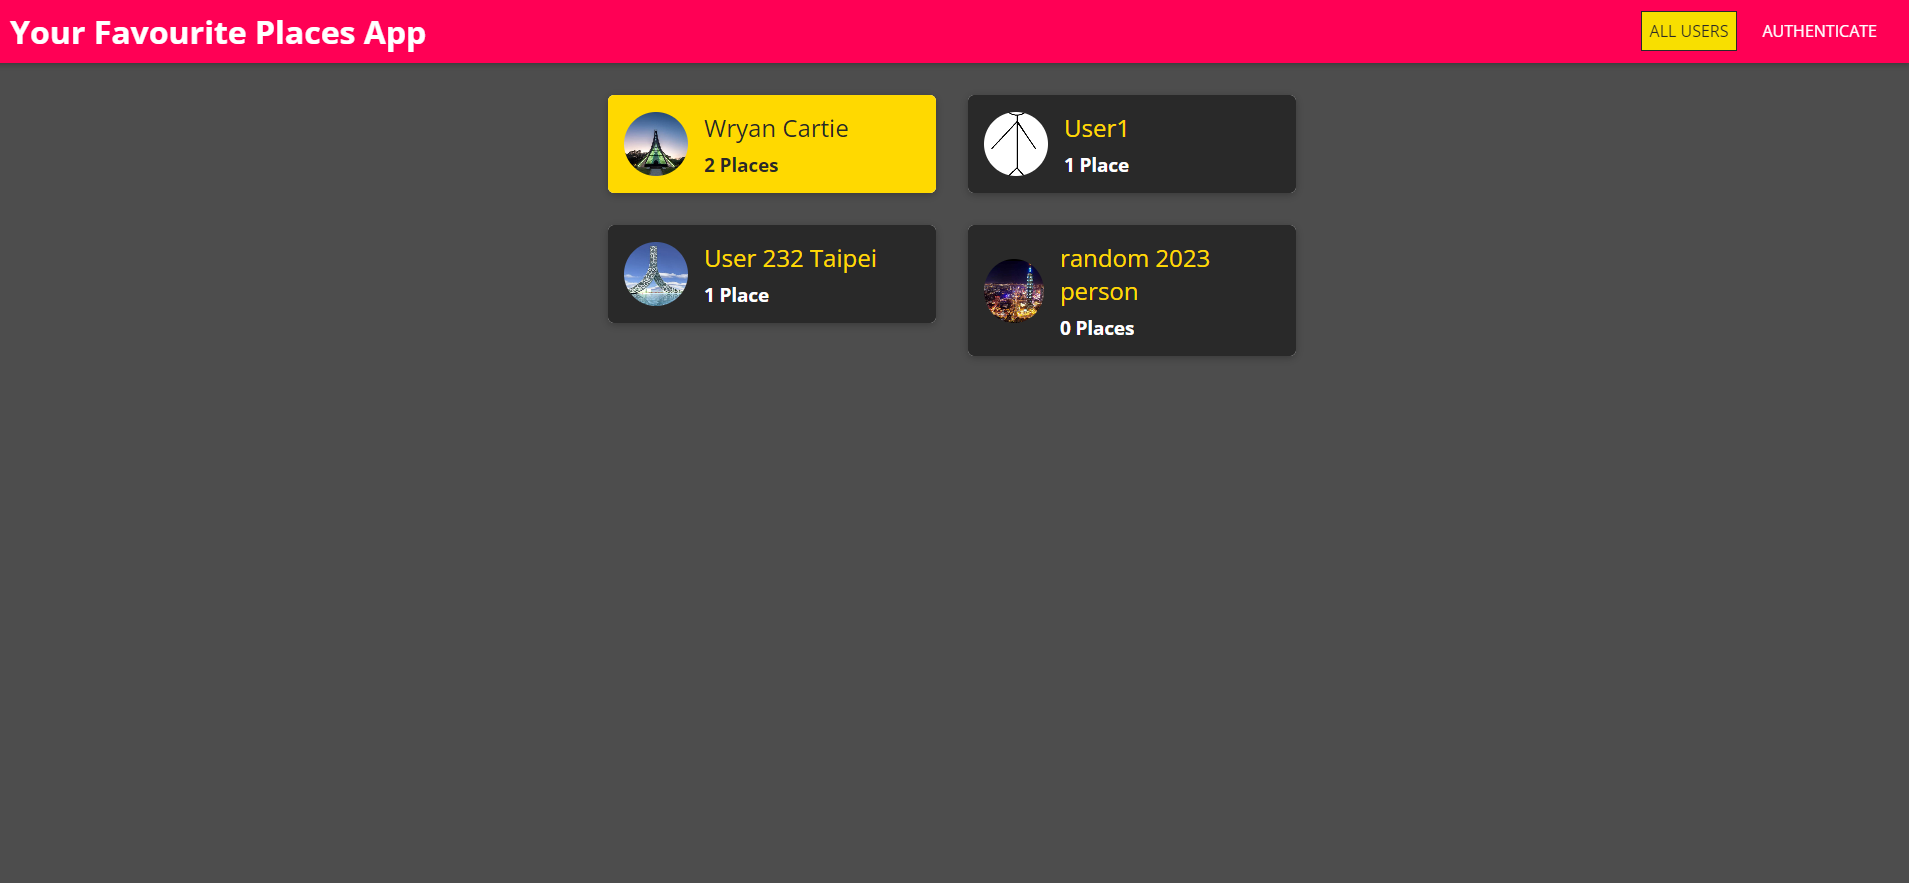 Your Favourite Places App
ALL USERS
AUTHENTICATE
Wryan Cartie
2 Places
User1
1 Place
User 232 Taipei
1 Place
random 2023
person
0 Places